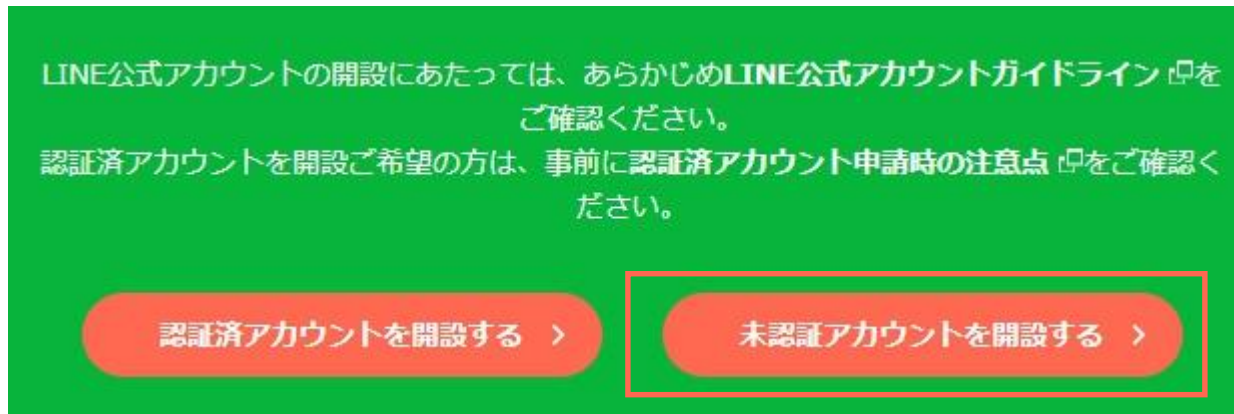 LINE公式アカウントの開設にあたっては、あらかじめLINE公式アカウントガイドラインを
ご確認ください。
認証済アカウントを開設ご希望の方は、事前に認証済アカウント申請時の注意点をご確認く
ださい。
認証済アカウントを開設する >
未認証アカウントを開設する >